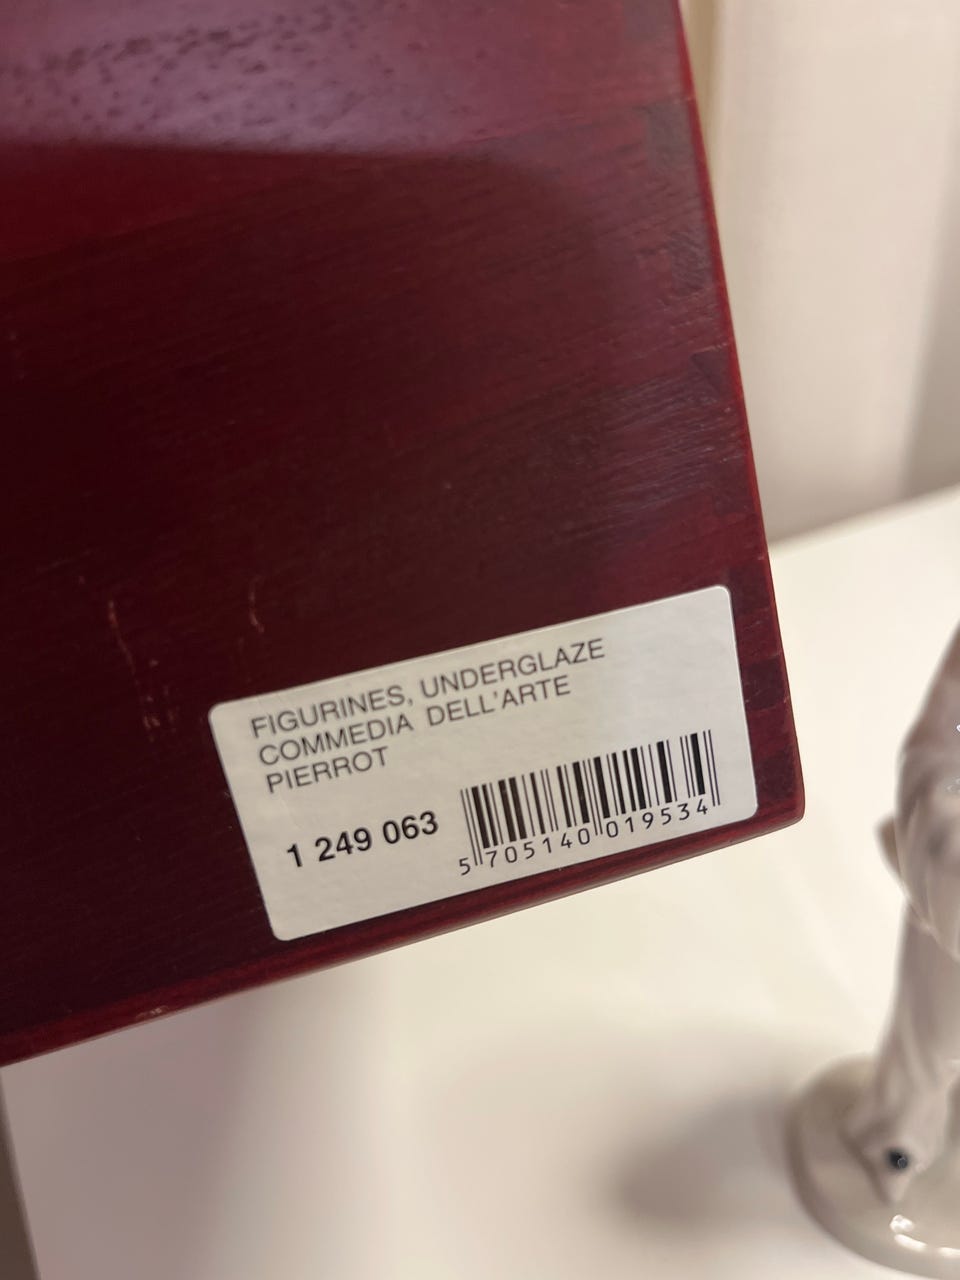 FIGURINES, UNDERGLAZE
COMMEDIA DELL'ARTE
PIERROT
1 249 063
5 705140 019534